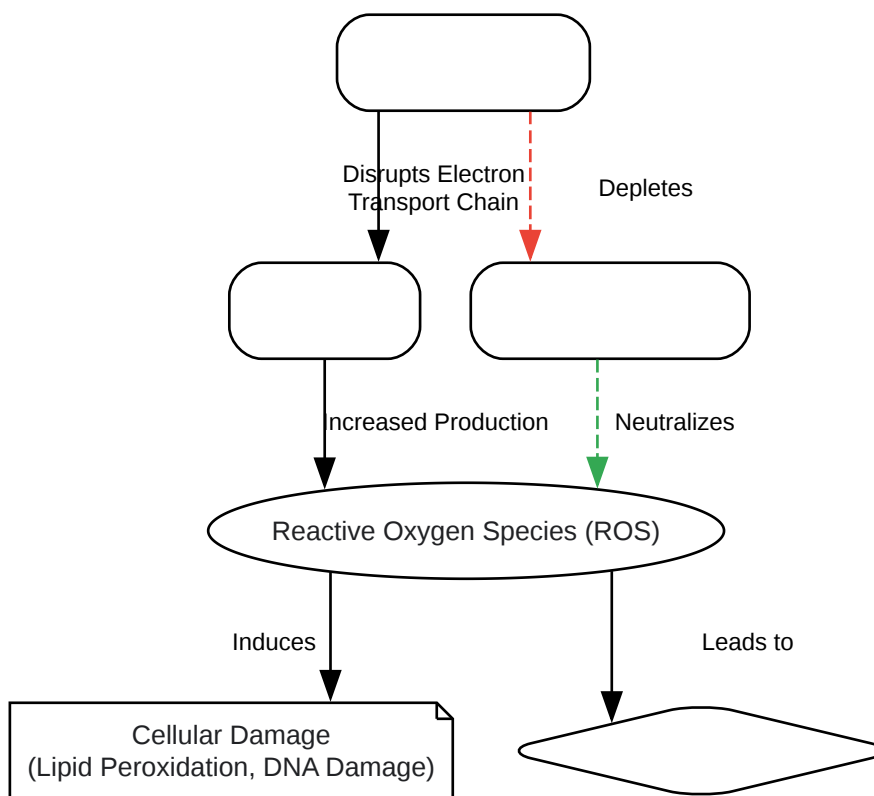 Disrupts Electron
Transport Chain
Depletes
Increased Production
Neutralizes
Reactive Oxygen Species (ROS)
Induces
Leads to
Cellular Damage
(Lipid Peroxidation, DNA Damage)